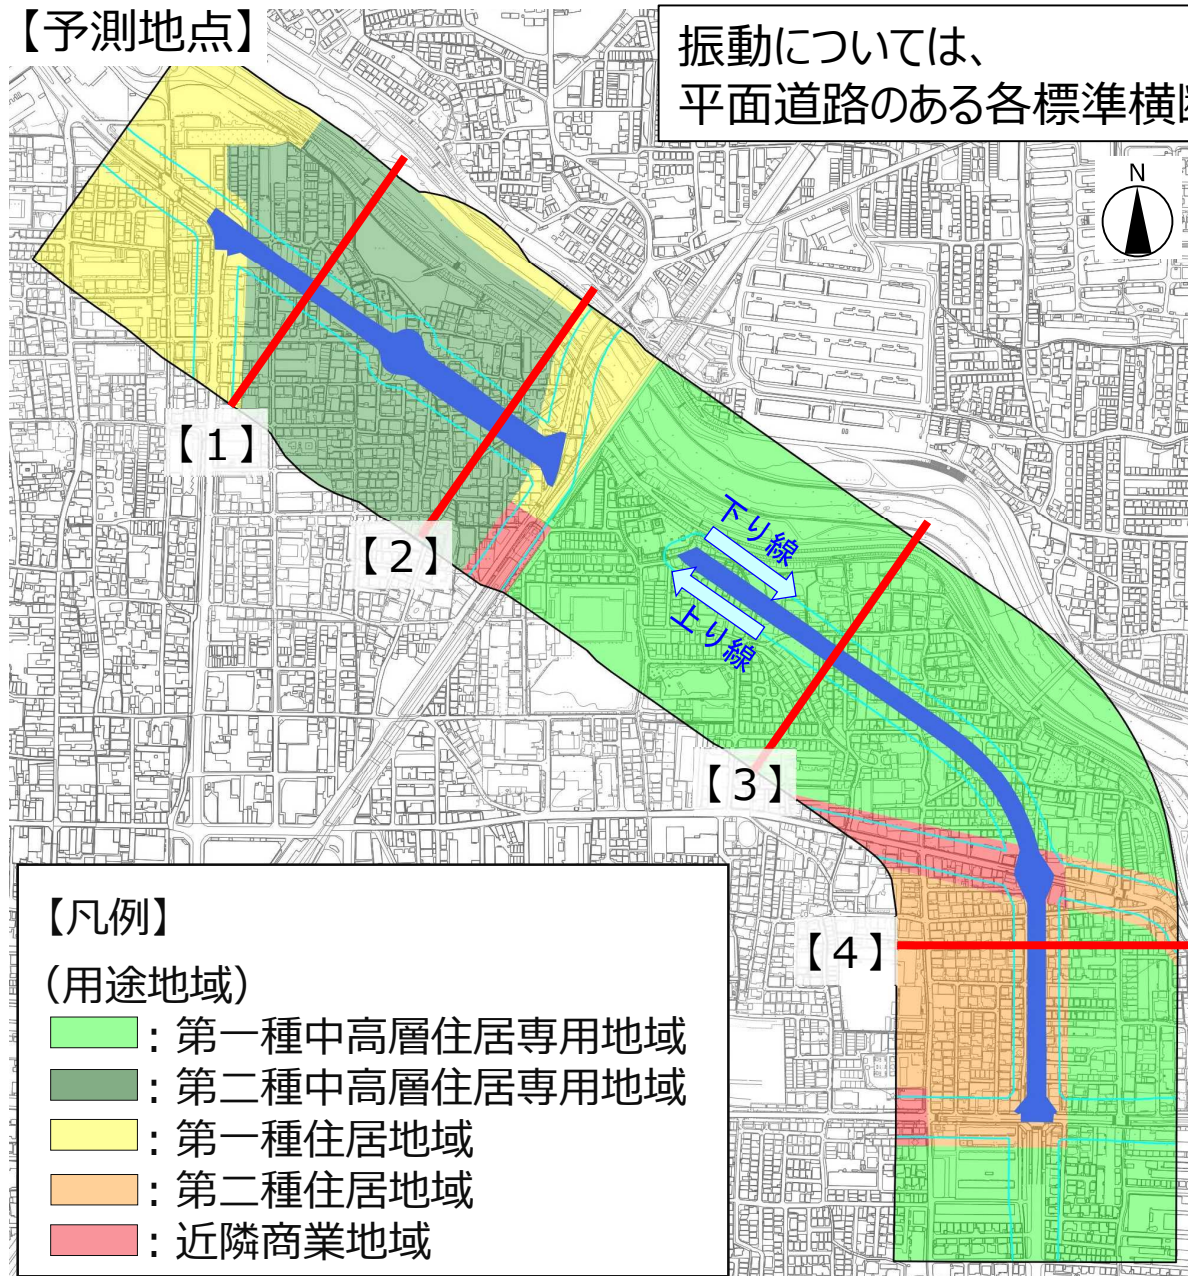 【予測地点】
振動については、
平面道路のある各標準横断
N
【1】
【2】
下り線
上り線
【3】
【4】
【凡例】
（用途地域）
：第一種中高層住居専用地域
：第二種中高層住居専用地域
：第一種住居地域
：第二種住居地域
：近隣商業地域